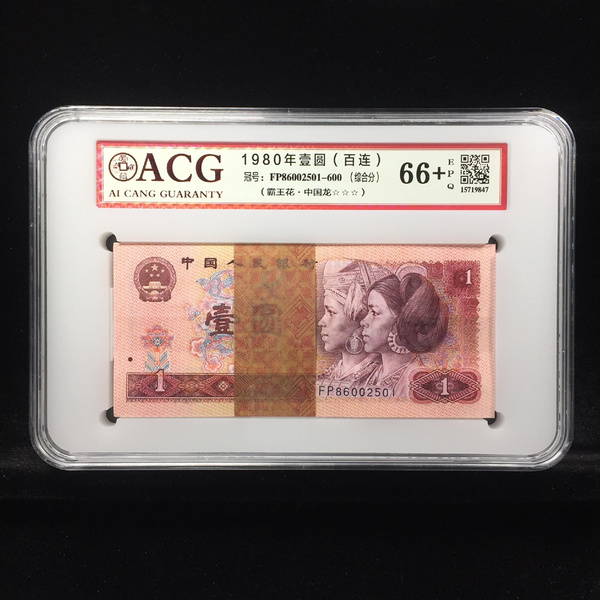 ACG
AI CANG GUARANTY
1980年壹圆（百连）
冠号：FP86002501-600（综合分）
（霸王花·中国龙☆☆☆）
66+
EPQ
15719847
中国人民银行
1
壹圆
1
FP86002501
1